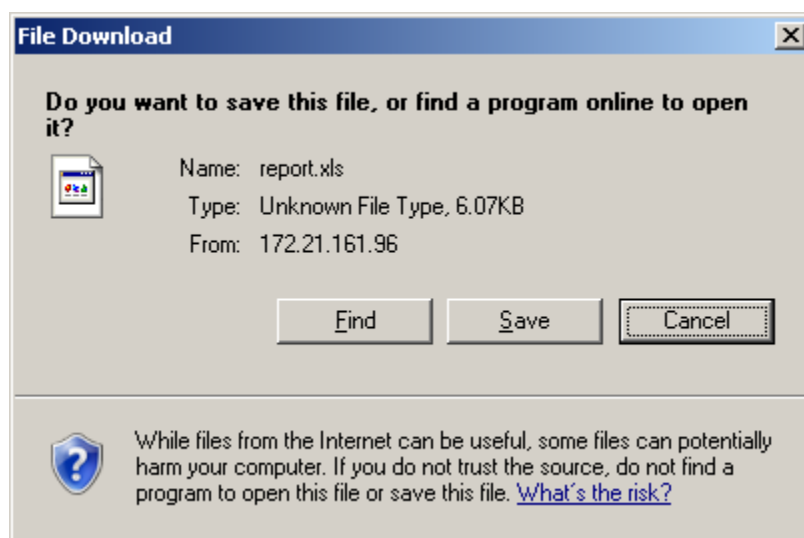 File Download
Do you want to save this file, or find a program online to open
it?
Name: report.xls
Type: Unknown File Type, 6.07KB
From: 172.21.161.96
Find Save Cancel
While files from the Internet can be useful, some files can potentially
harm your computer. If you do not trust the source, do not find a
program to open this file or save this file. What's the risk?